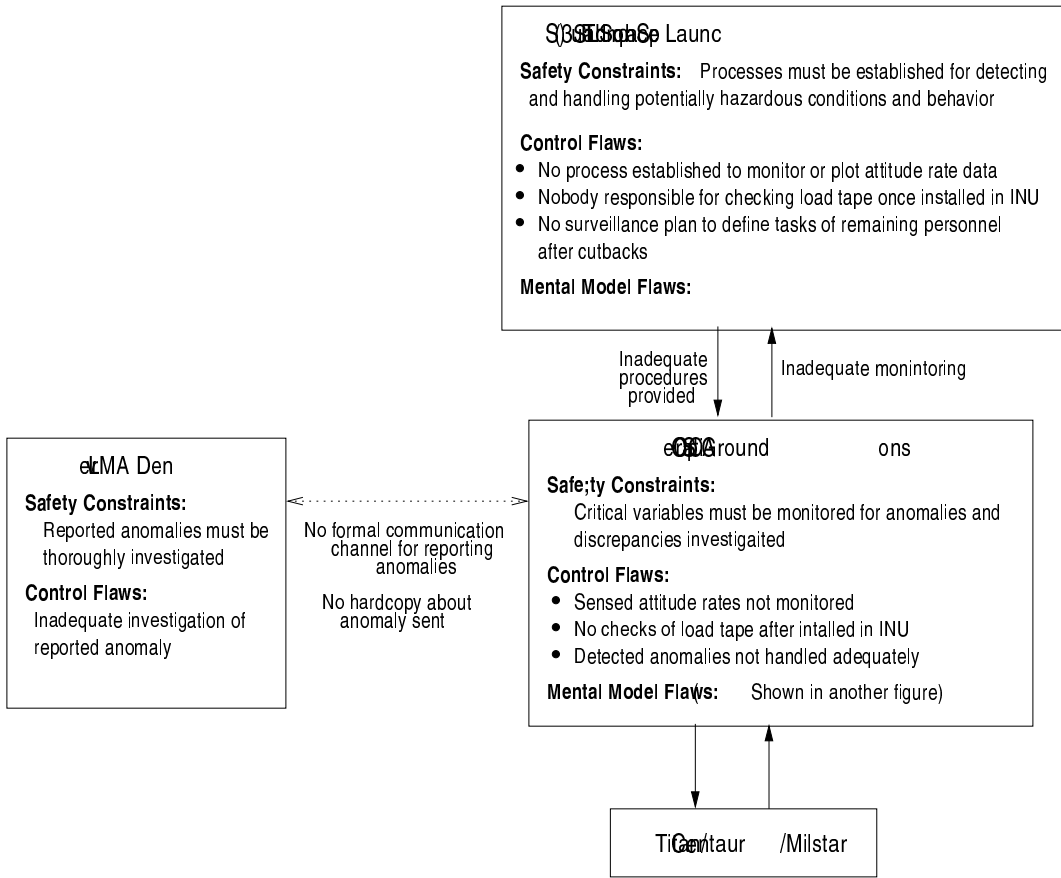 Launc
Safety Constraints: Processes must be established for detecting
and handling potentially hazardous conditions and behavior
Control Flaws:
• No process established to monitor or plot attitude rate data
• Nobody responsible for checking load tape once installed in INU
• No surveillance plan to define tasks of remaining personnel
after cutbacks
Mental Model Flaws:
Inadequate
procedures
provided
Inadequate monintoring
LMA Den
Safety Constraints:
Reported anomalies must be
thoroughly investigated
Control Flaws:
Inadequate investigation of
reported anomaly
No formal communication
channel for reporting
anomalies
No hardcopy about
anomaly sent
Ground ons
Safe;ty Constraints:
Critical variables must be monitored for anomalies and
discrepancies investigaited
Control Flaws:
• Sensed attitude rates not monitored
• No checks of load tape after intalled in INU
• Detected anomalies not handled adequately
Mental Model Flaws: ( Shown in another figure)
/Milstar